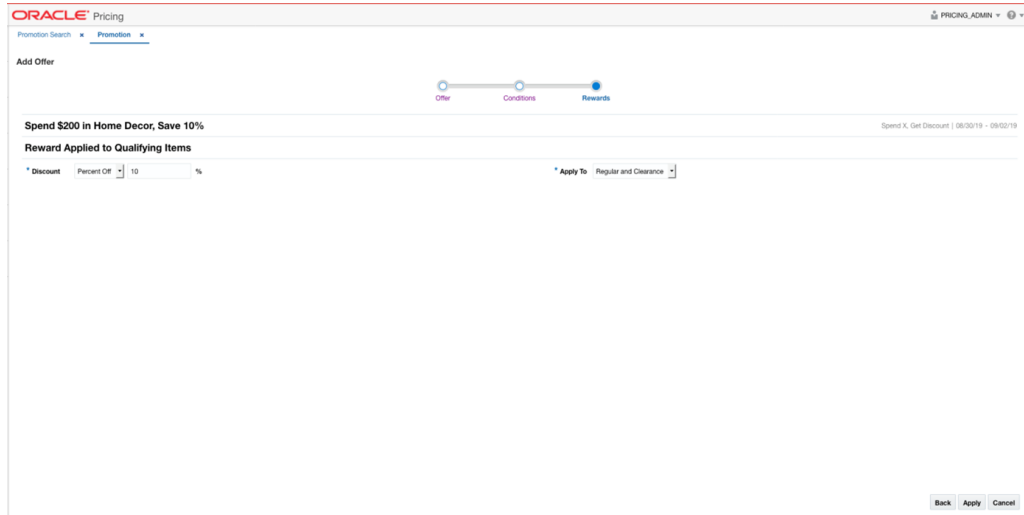 ORACLE® Pricing
PRICING_ADMIN
Promotion Search × Promotion ×
Add Offer
Offer Conditions Rewards
Spend $200 in Home Decor, Save 10%
Spend X, Get Discount | 08/30/19 - 09/02/19
Reward Applied to Qualifying Items
* Discount Percent Off 10 % * Apply To Regular and Clearance
Back Apply Cancel